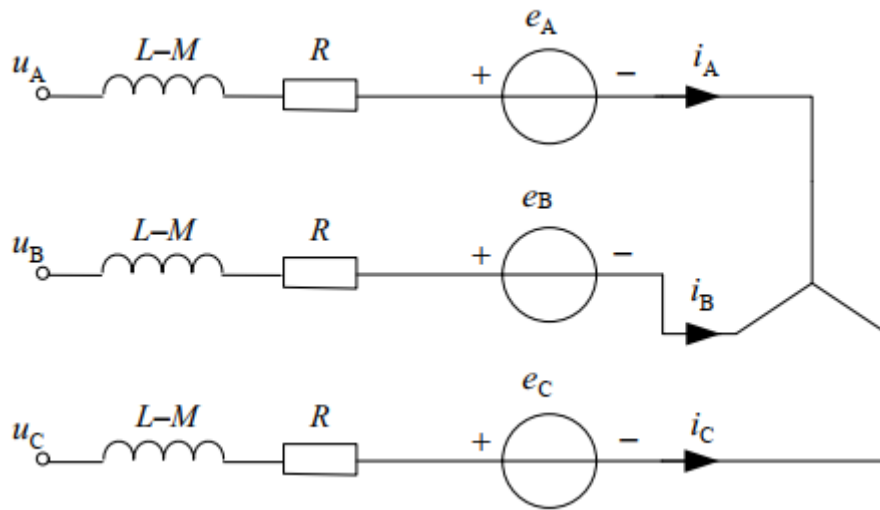 e_A
u_A L−M R + − i_A
e_B
u_B L−M R + − i_B
e_C
u_C L−M R + − i_C